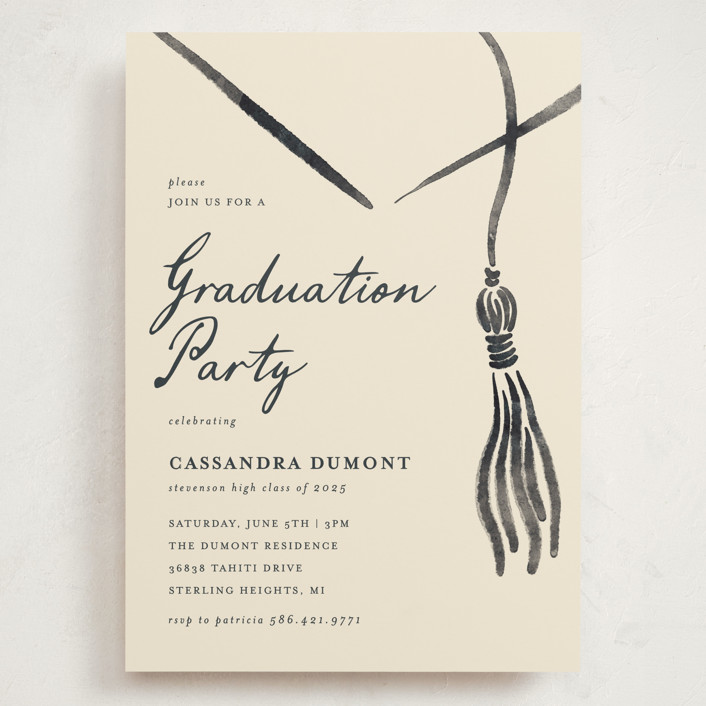 please
JOIN US FOR A
Graduation
Party
celebrating
CASSANDRA DUMONT
stevenson high class of 2025
SATURDAY, JUNE 5TH | 3PM
THE DUMONT RESIDENCE
36838 TAHITI DRIVE
STERLING HEIGHTS, MI
rsvp to patricia 586.421.9771